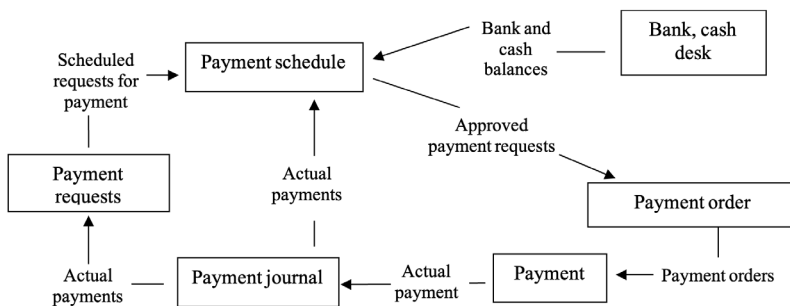 Scheduled
requests for
payment
Payment schedule
Bank and
cash
balances
Bank, cash
desk
Approved
payment requests
Payment
requests
Actual
payments
Payment order
Actual
payments
Payment journal
Actual
payment
Payment
Payment orders